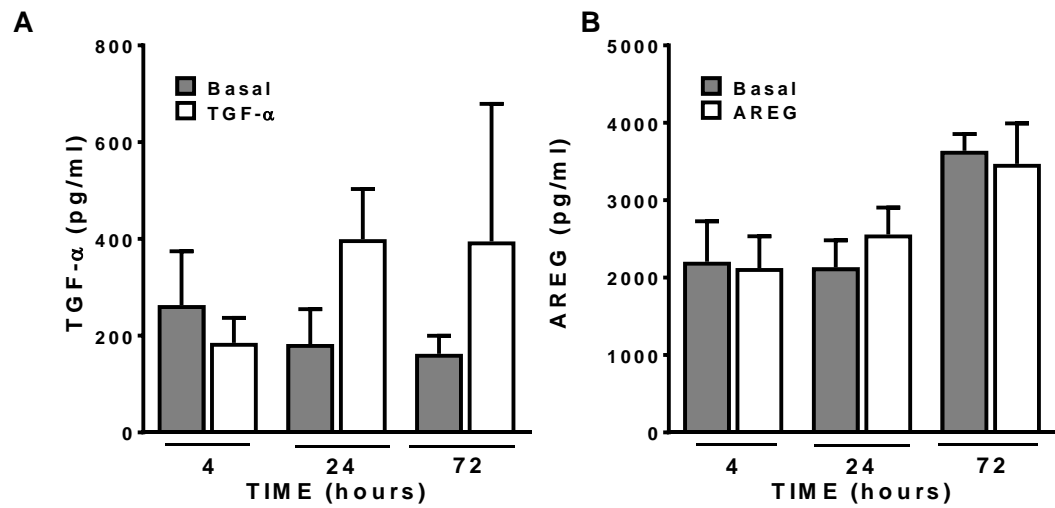 A
TGF-α (pg/ml)
800
600
400
200
0
Basal
TGF-α
4 24 72
TIME (hours)
B
AREG (pg/ml)
5000
4000
3000
2000
1000
0
Basal
AREG
4 24 72
TIME (hours)